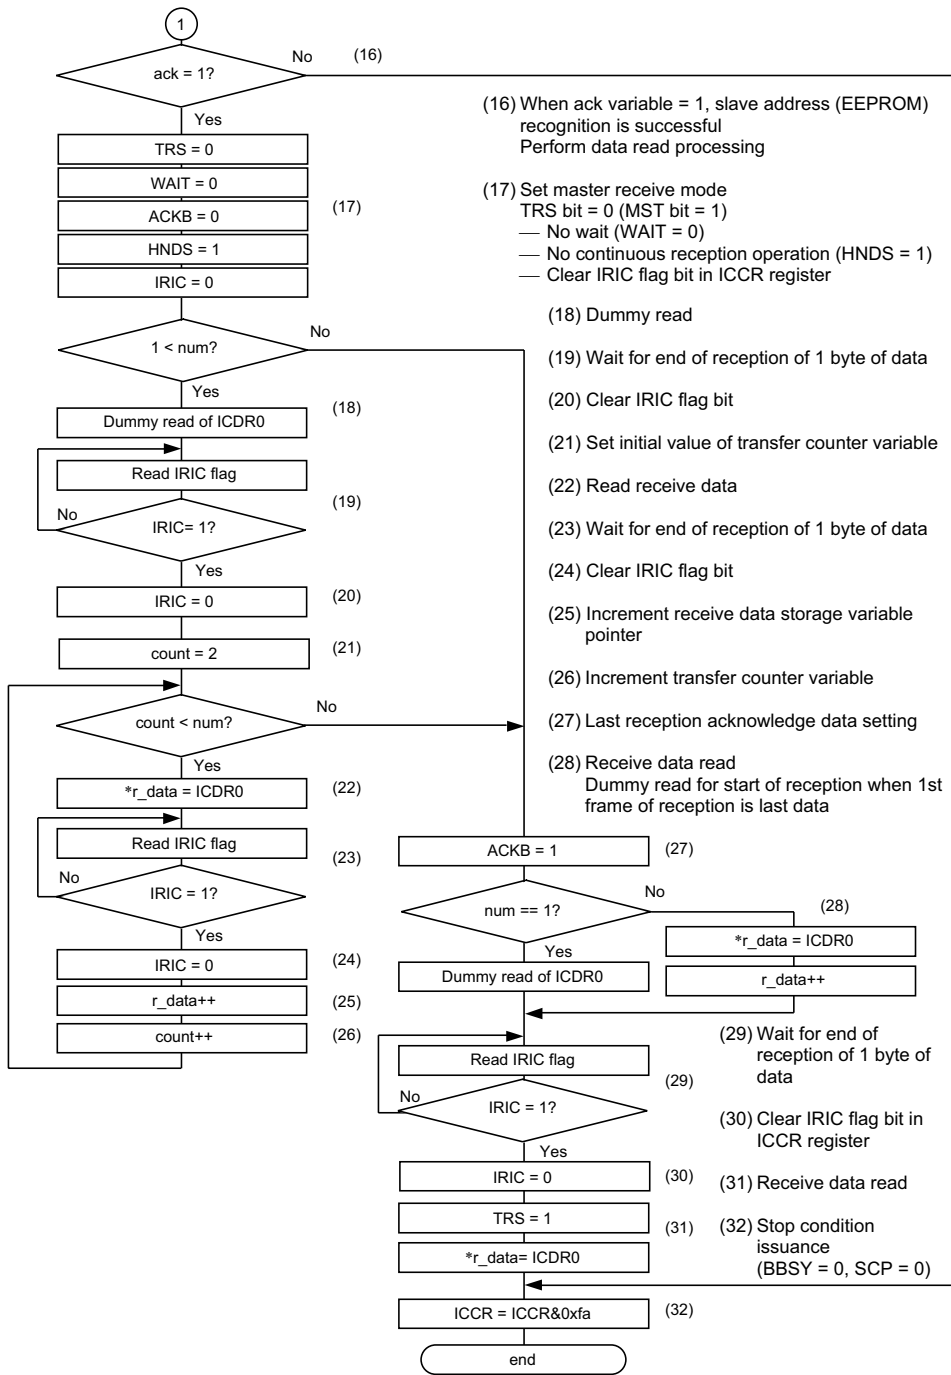 1
ack = 1?
No
(16)
Yes
TRS = 0
WAIT = 0
ACKB = 0
(17)
HNDS = 1
IRIC = 0
1 < num?
No
Yes
Dummy read of ICDR0
(18)
Read IRIC flag
(19)
No
IRIC= 1?
Yes
IRIC = 0
(20)
count = 2
(21)
count < num?
No
Yes
*r_data = ICDR0
(22)
Read IRIC flag
(23)
No
IRIC = 1?
Yes
IRIC = 0
(24)
r_data++
(25)
count++
(26)
(16) When ack variable = 1, slave address (EEPROM)
recognition is successful
Perform data read processing
(17) Set master receive mode
TRS bit = 0 (MST bit = 1)
— No wait (WAIT = 0)
— No continuous reception operation (HNDS = 1)
— Clear IRIC flag bit in ICCR register
(18) Dummy read
(19) Wait for end of reception of 1 byte of data
(20) Clear IRIC flag bit
(21) Set initial value of transfer counter variable
(22) Read receive data
(23) Wait for end of reception of 1 byte of data
(24) Clear IRIC flag bit
(25) Increment receive data storage variable
pointer
(26) Increment transfer counter variable
(27) Last reception acknowledge data setting
(28) Receive data read
Dummy read for start of reception when 1st
frame of reception is last data
ACKB = 1
(27)
num == 1?
No
(28)
*r_data = ICDR0
r_data++
Yes
Dummy read of ICDR0
Read IRIC flag
(29)
No
IRIC = 1?
Yes
IRIC = 0
(30)
TRS = 1
(31)
*r_data= ICDR0
ICCR = ICCR&0xfa
(32)
end
(29) Wait for end of
reception of 1 byte of
data
(30) Clear IRIC flag bit in
ICCR register
(31) Receive data read
(32) Stop condition
issuance
(BBSY = 0, SCP = 0)